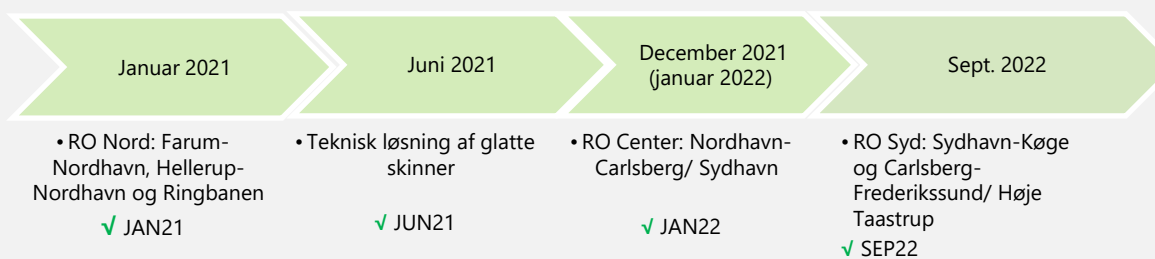 Januar 2021
Juni 2021
December 2021
(januar 2022)
Sept. 2022
• RO Nord: Farum-
Nordhavn, Hellerup-
Nordhavn og Ringbanen
√ JAN21
• Teknisk løsning af glatte
skinner
√ JUN21
• RO Center: Nordhavn-
Carlsberg/ Sydhavn
√ JAN22
• RO Syd: Sydhavn-Køge
og Carlsberg-
Frederikssund/ Høje
Taastrup
√ SEP22